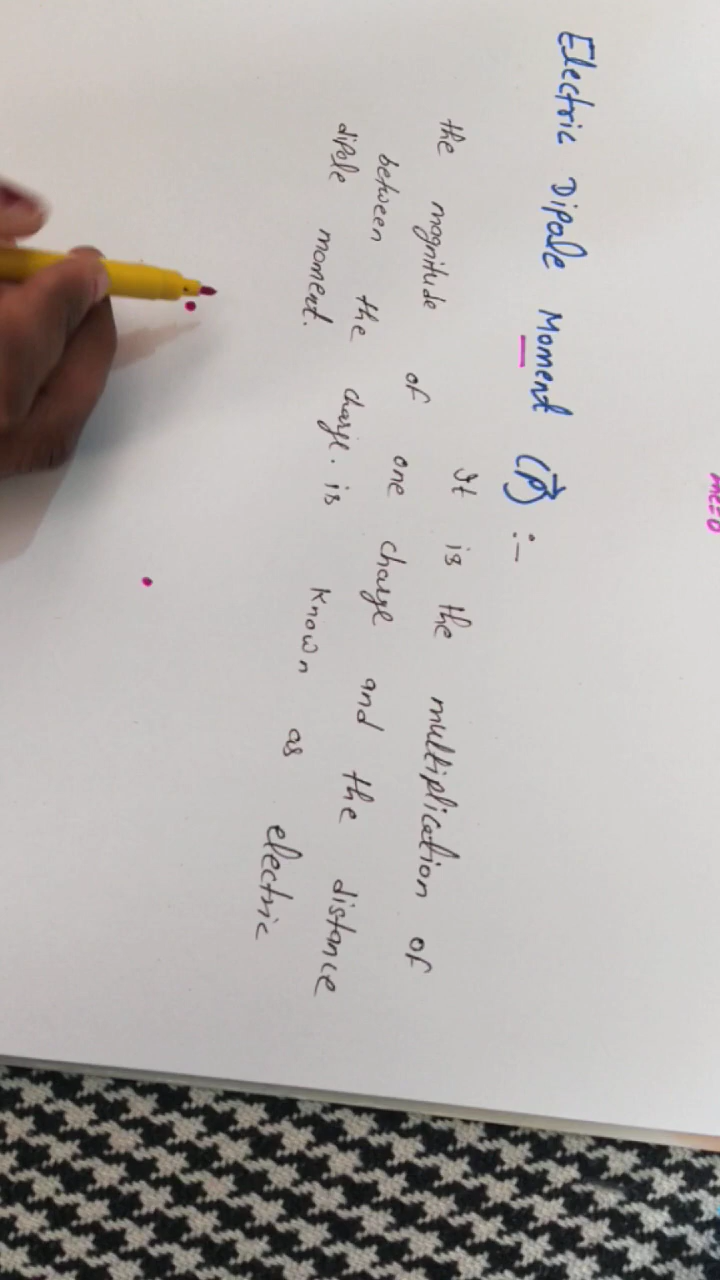 Electric Dipole Moment (p⃗) :-
It is the multiplication of
the magnitude of one charge and the distance
between the charge. is known as electric
dipole moment.